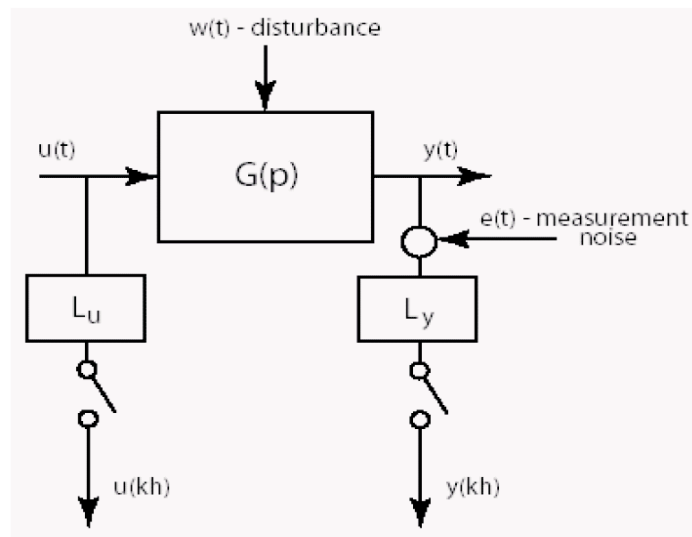 w(t) - disturbance
u(t)
G(p)
y(t)
e(t) - measurement
noise
Lu
Ly
u(kh)
y(kh)